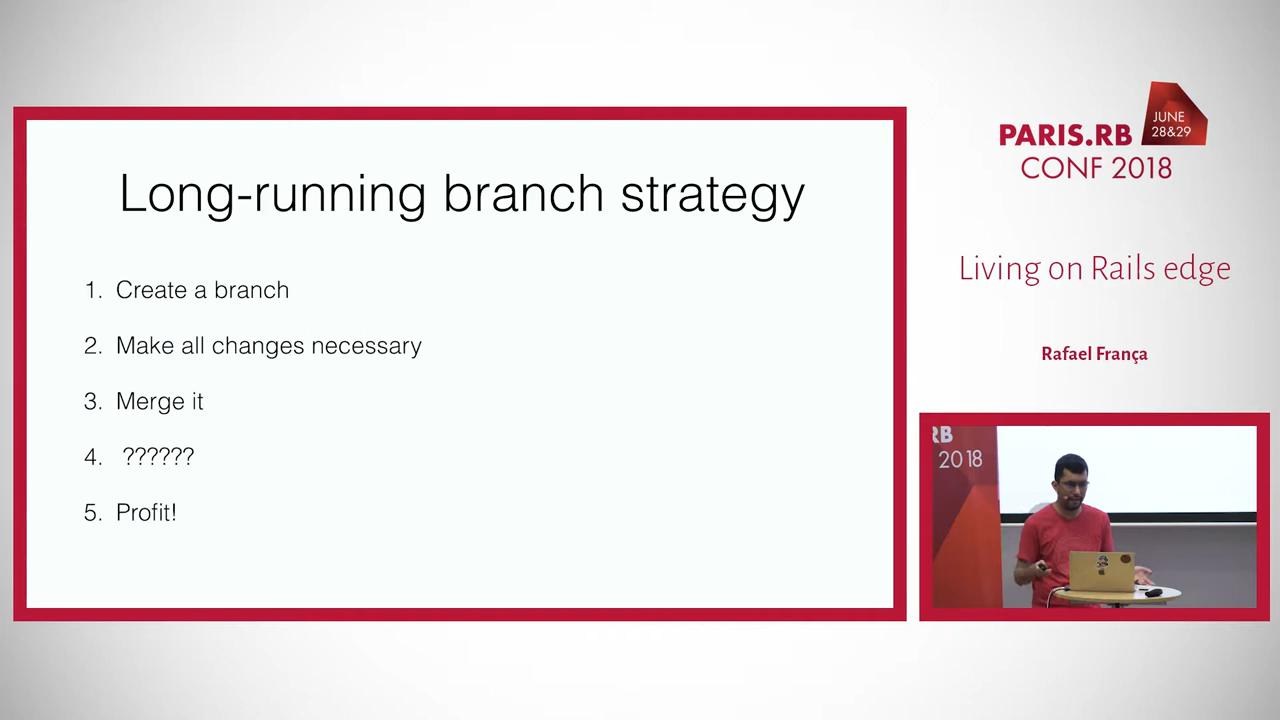 Long-running branch strategy
1. Create a branch
2. Make all changes necessary
3. Merge it
4. ??????
5. Profit!
PARIS.RB
JUNE
28&29
CONF 2018
Living on Rails edge
Rafael França
.RB
2018